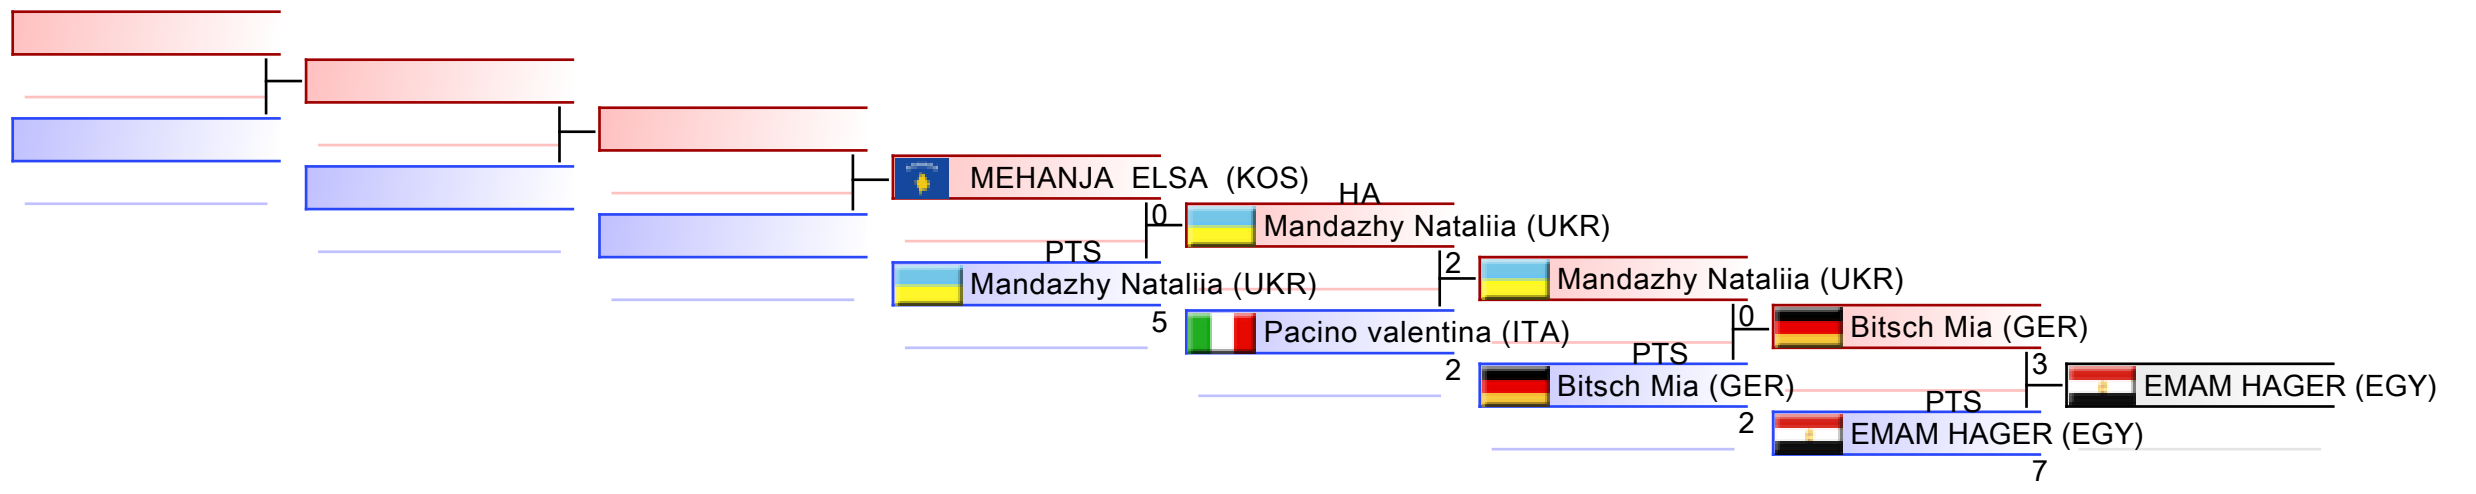 MEHANJA  ELSA  (KOS)
HA
0
Mandazhy Nataliia (UKR)
PTS
2
Mandazhy Nataliia (UKR)
Mandazhy Nataliia (UKR)
5
Pacino valentina (ITA)
0
Bitsch Mia (GER)
PTS
2
3
Bitsch Mia (GER)
EMAM HAGER (EGY)
PTS
2
EMAM HAGER (EGY)
7